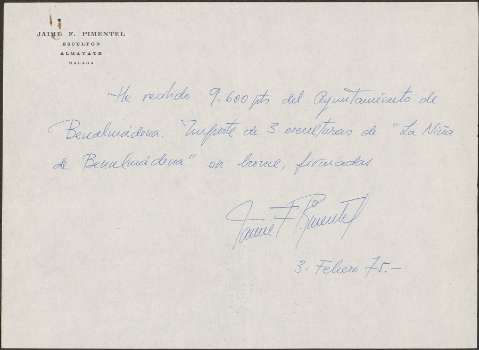 JAIME F. PIMENTEL
ESCULTOR
ALMAYATE
MALAGA
He recibido 9.600 pts del Ayuntamiento de
Benalmádena. Importe de 3 esculturas de "La Niña
de Benalmádena" en bronce, firmadas
Jaime F Pimentel
3. Febrero 75.-